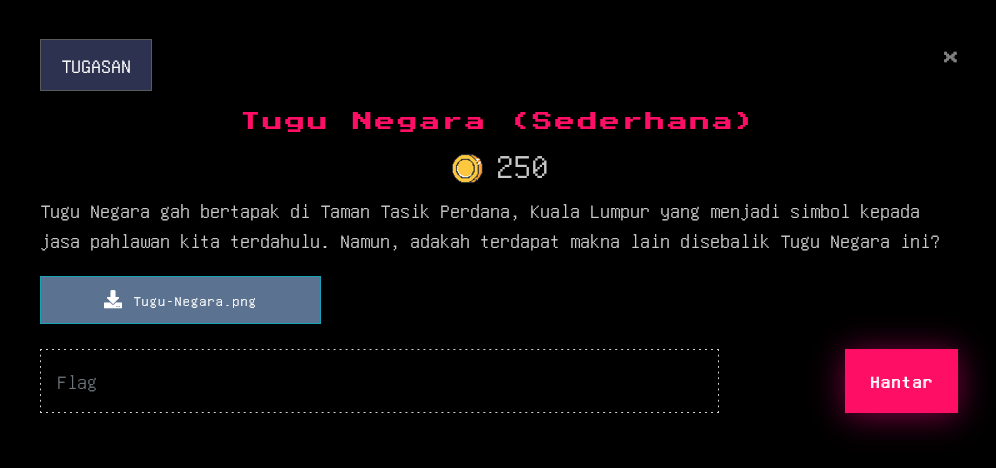 TUGASAN
×
Tugu Negara (Sederhana)
250
Tugu Negara gah bertapak di Taman Tasik Perdana, Kuala Lumpur yang menjadi simbol kepada
jasa pahlawan kita terdahulu. Namun, adakah terdapat makna lain disebalik Tugu Negara ini?
Tugu-Negara.png
Flag
Hantar